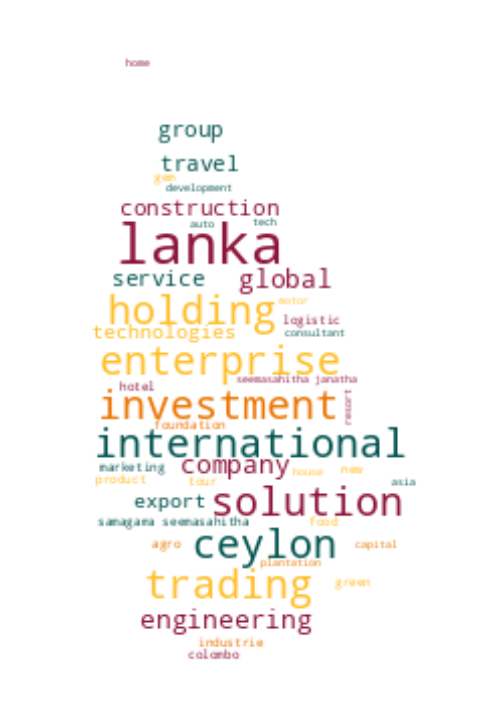 home
group
travel
gem
development
construction
auto tech
lanka
service global
holding motor
technologies logistic
consultant
enterprise
hotel seemasahitha janatha
investment resort
foundation
international
marketing company house new
product tour asia
export solution
samagama seemasahitha food
agro ceylon capital
plantation
trading green
engineering
industrie
colombo